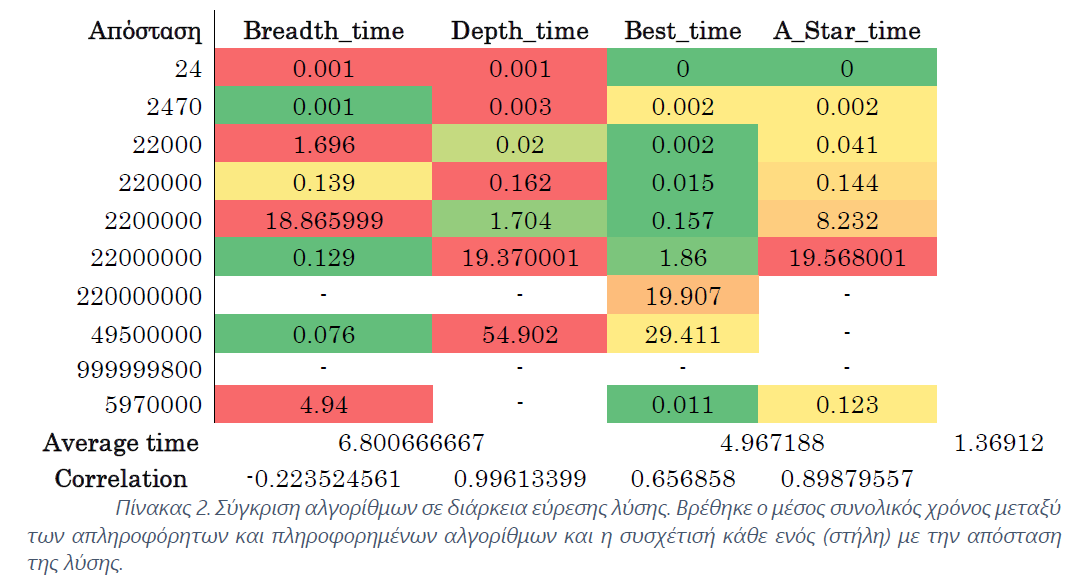 Απόσταση Breadth_time Depth_time Best_time A_Star_time
24 0.001 0.001 0 0
2470 0.001 0.003 0.002 0.002
22000 1.696 0.02 0.002 0.041
220000 0.139 0.162 0.015 0.144
2200000 18.865999 1.704 0.157 8.232
22000000 0.129 19.370001 1.86 19.568001
220000000 - - 19.907 -
49500000 0.076 54.902 29.411 -
999999800 - - - -
5970000 4.94 - 0.011 0.123
Average time 6.800666667 4.967188 1.36912
Correlation -0.223524561 0.99613399 0.656858 0.89879557
Πίνακας 2. Σύγκριση αλγορίθμων σε διάρκεια εύρεσης λύσης. Βρέθηκε ο μέσος συνολικός χρόνος μεταξύ
των απληροφόρητων και πληροφορημένων αλγορίθμων και η συσχέτισή κάθε ενός (στήλη) με την απόσταση
της λύσης.